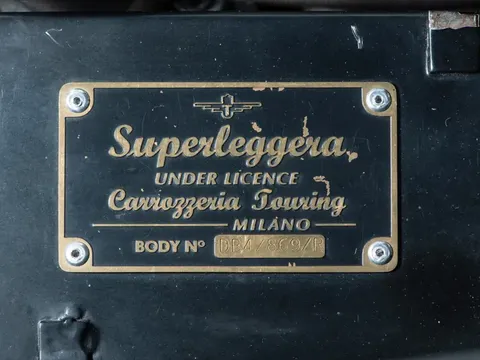 Superleggera
UNDER LICENCE
Carrozzeria Touring
MILANO
BODY Nº DB4/869/R